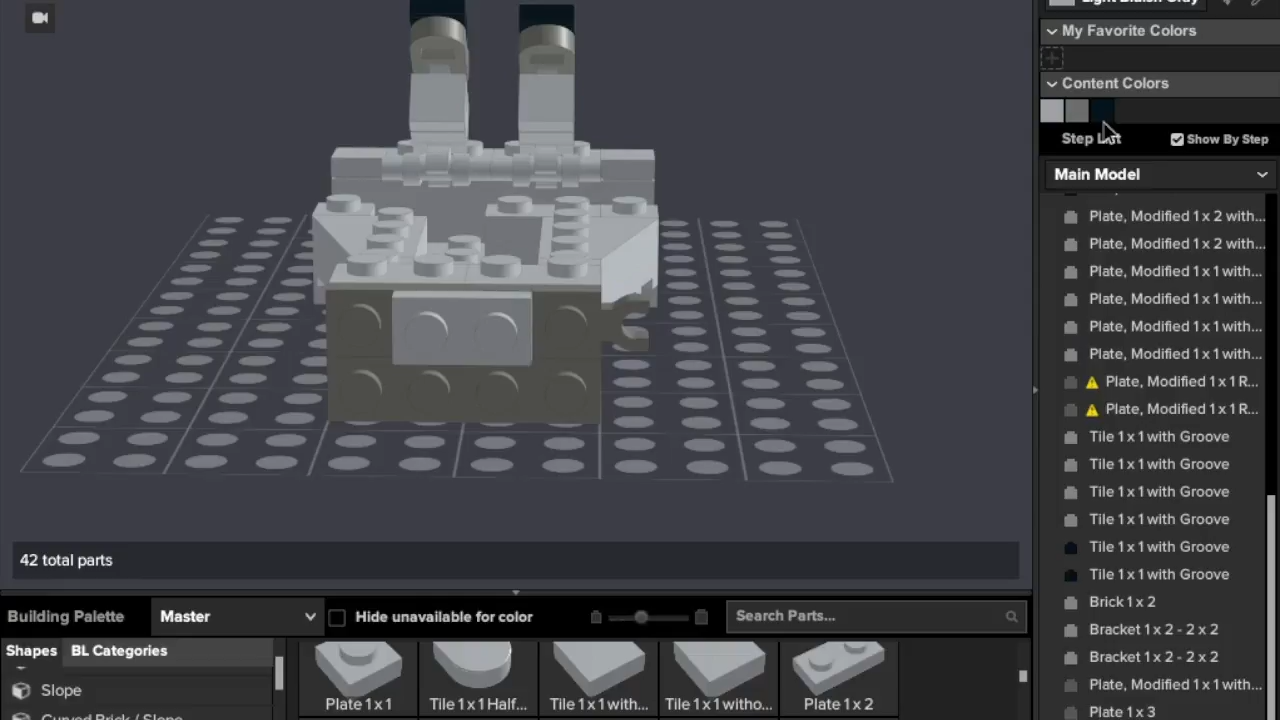 Light Bluish Gray
My Favorite Colors
Content Colors
Step List
Show By Step
Main Model
Plate, Modified 1 x 2 with...
Plate, Modified 1 x 2 with...
Plate, Modified 1 x 1 with...
Plate, Modified 1 x 1 with...
Plate, Modified 1 x 1 with...
Plate, Modified 1 x 1 with...
Plate, Modified 1 x 1 R...
Plate, Modified 1 x 1 R...
Tile 1 x 1 with Groove
Tile 1 x 1 with Groove
Tile 1 x 1 with Groove
Tile 1 x 1 with Groove
Tile 1 x 1 with Groove
Tile 1 x 1 with Groove
Brick 1 x 2
Bracket 1 x 2 - 2 x 2
Bracket 1 x 2 - 2 x 2
Plate, Modified 1 x 1 with...
Plate 1 x 3
42 total parts
Building Palette
Master
Hide unavailable for color
Search Parts...
Shapes
BL Categories
Slope
Curved Brick / Slope
Plate 1 x 1
Tile 1 x 1 Half...
Tile 1 x 1 with...
Tile 1 x 1 witho...
Plate 1 x 2